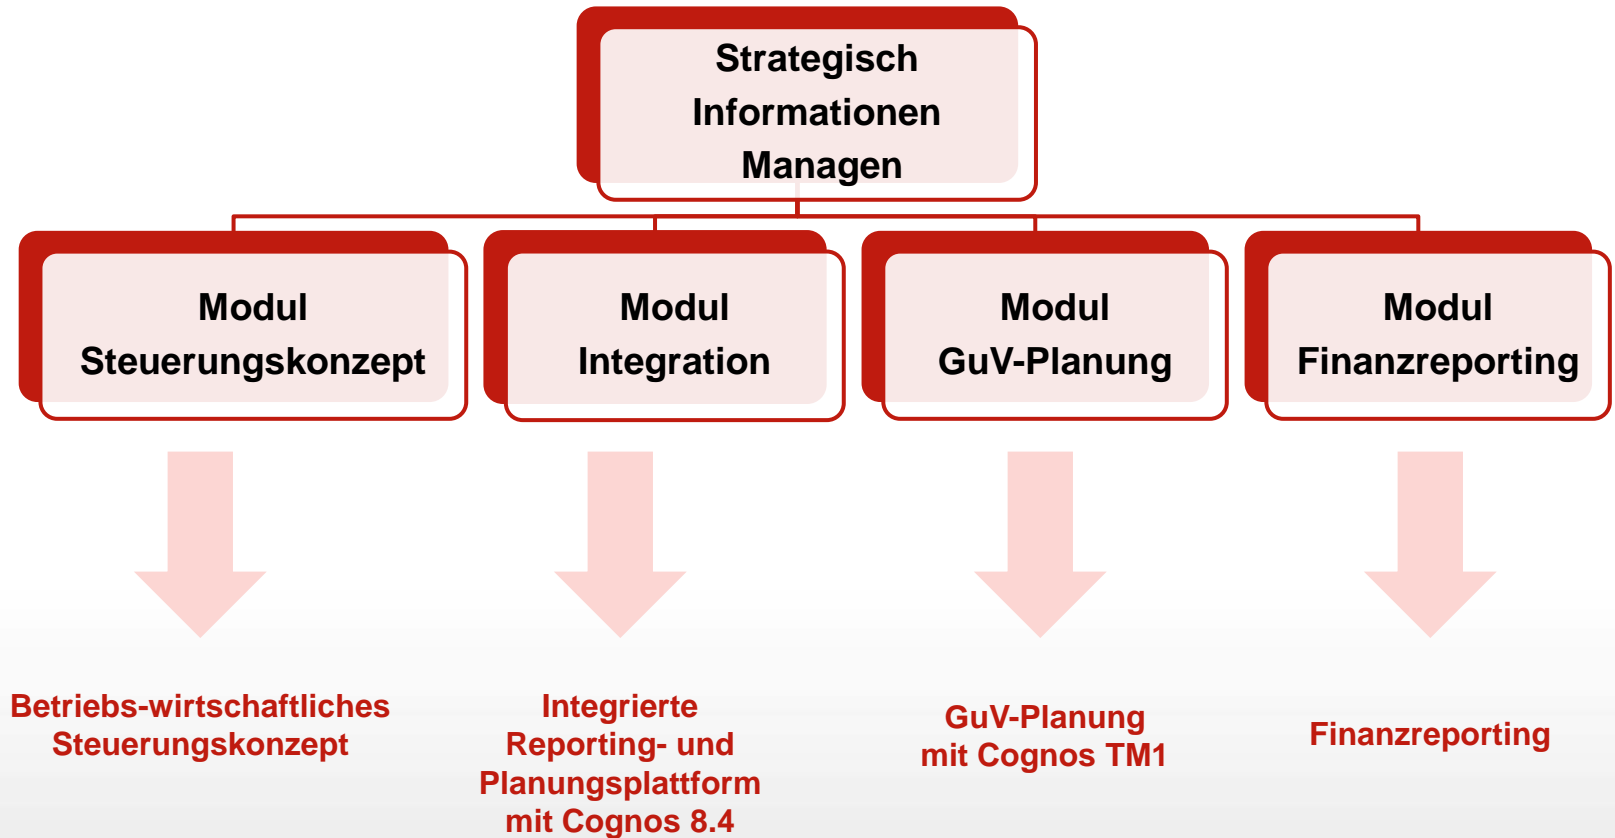 Strategisch
Informationen
Managen
Modul
Steuerungskonzept
Modul
Integration
Modul
GuV-Planung
Modul
Finanzreporting
Betriebs-wirtschaftliches
Steuerungskonzept
Integrierte
Reporting- und
Planungsplattform
mit Cognos 8.4
GuV-Planung
mit Cognos TM1
Finanzreporting